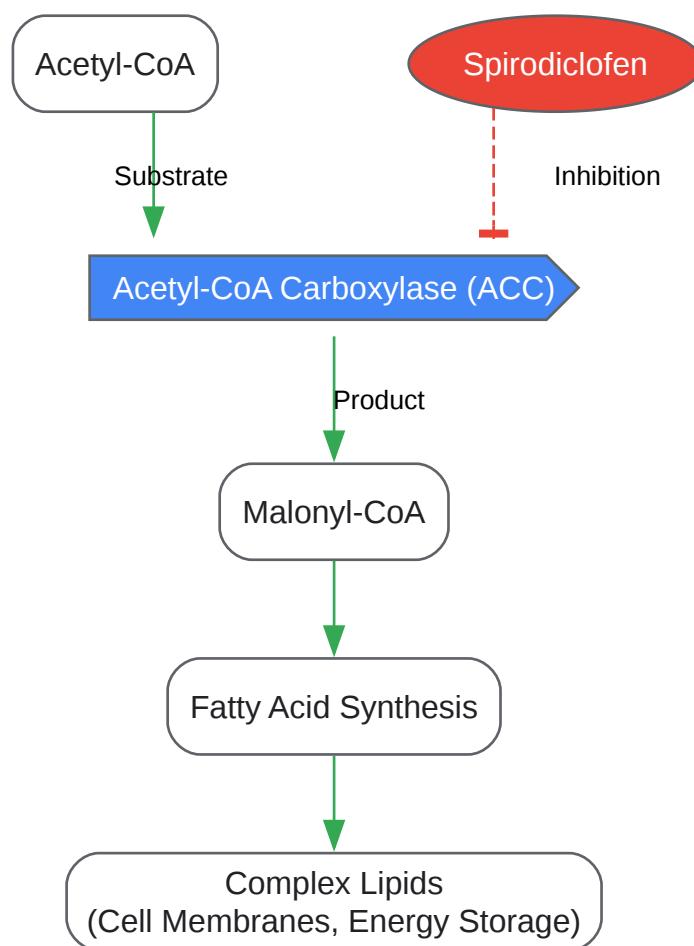 Acetyl-CoA
Spirodiclofen
Substrate
Inhibition
Acetyl-CoA Carboxylase (ACC)
Product
Malonyl-CoA
Fatty Acid Synthesis
Complex Lipids
(Cell Membranes, Energy Storage)